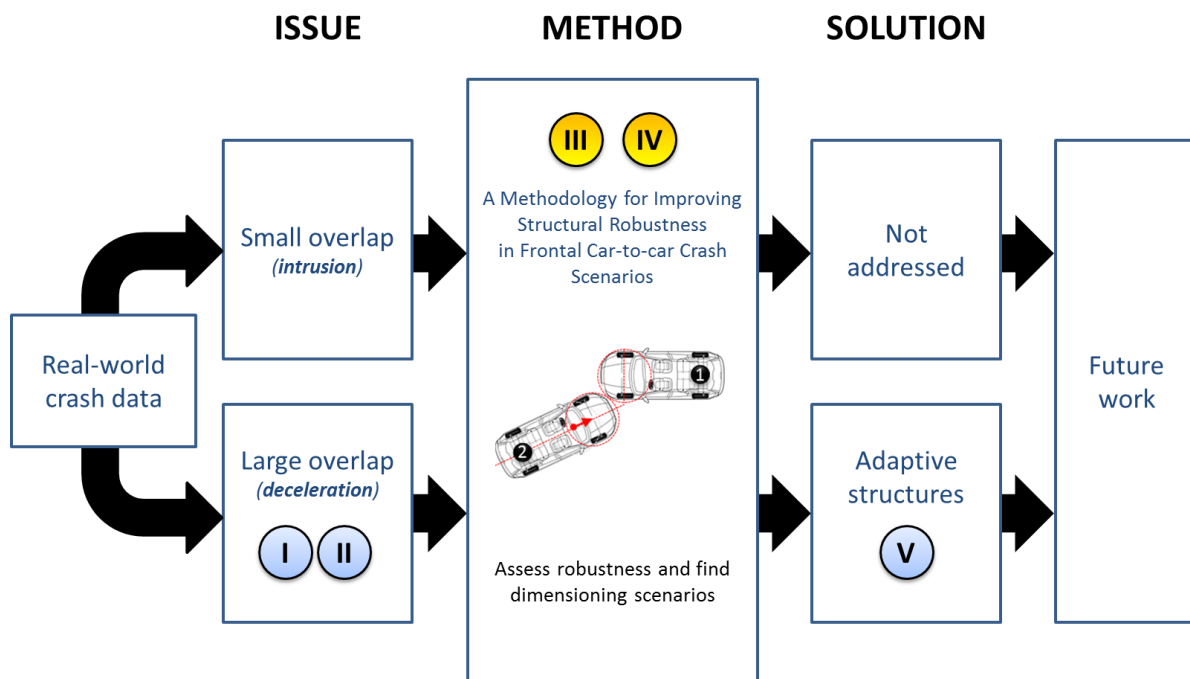 ISSUE
METHOD
SOLUTION
Real-world
crash data
Small overlap
(intrusion)
Large overlap
(deceleration)
I
II
III
IV
A Methodology for Improving
Structural Robustness
in Frontal Car-to-car Crash
Scenarios
1
2
Assess robustness and find
dimensioning scenarios
Not
addressed
Adaptive
structures
V
Future
work